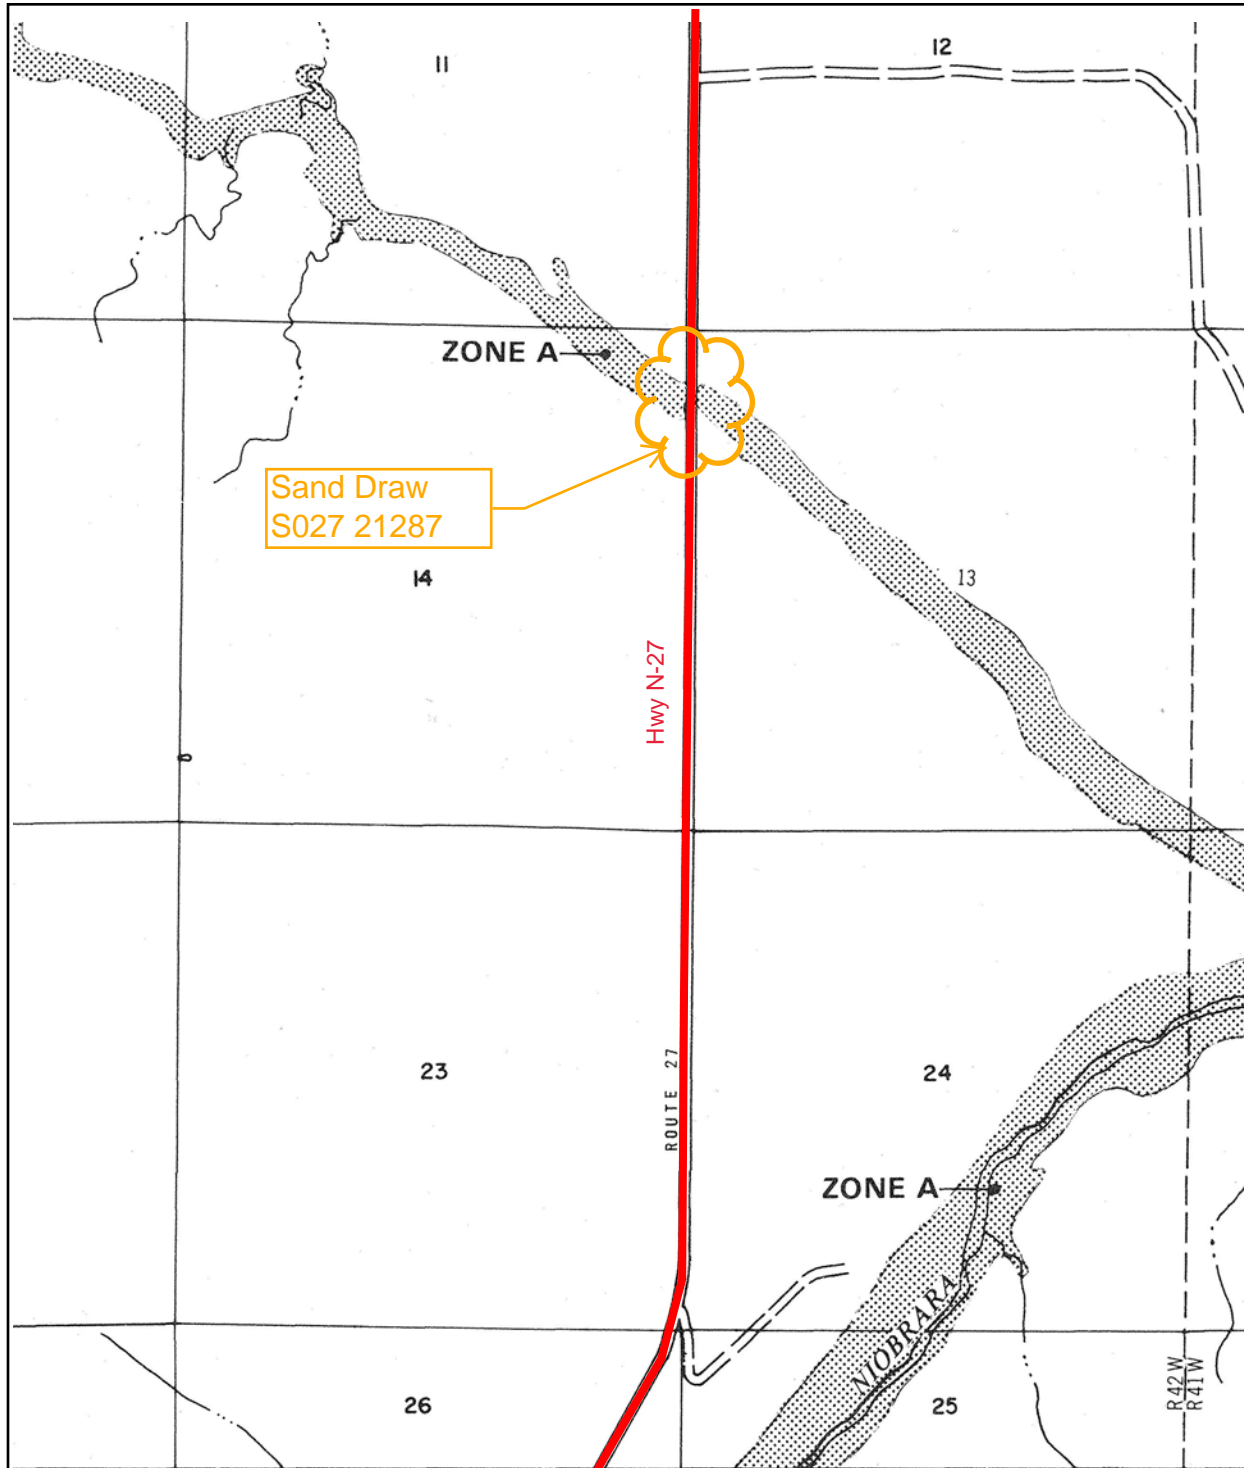 11
12
ZONE A
Sand Draw
S027 21287
14
13
Hwy N-27
23
ROUTE 27
24
ZONE A
NIOBRARA
26
25
R42W
R41W